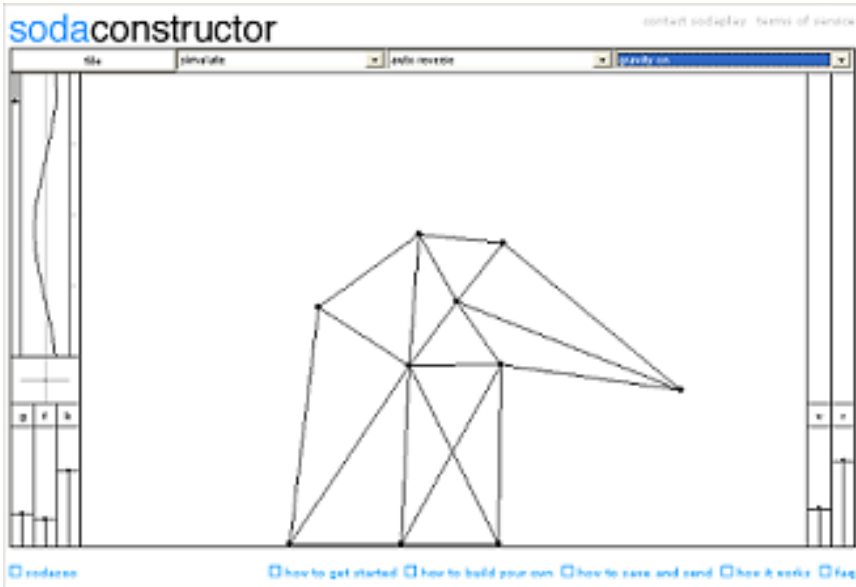 sodaconstructor
contact sodaplay terms of service
file simulate auto reverse gravity on
g f k
sodazoo how to get started how to build your own how to save and send how it works faq